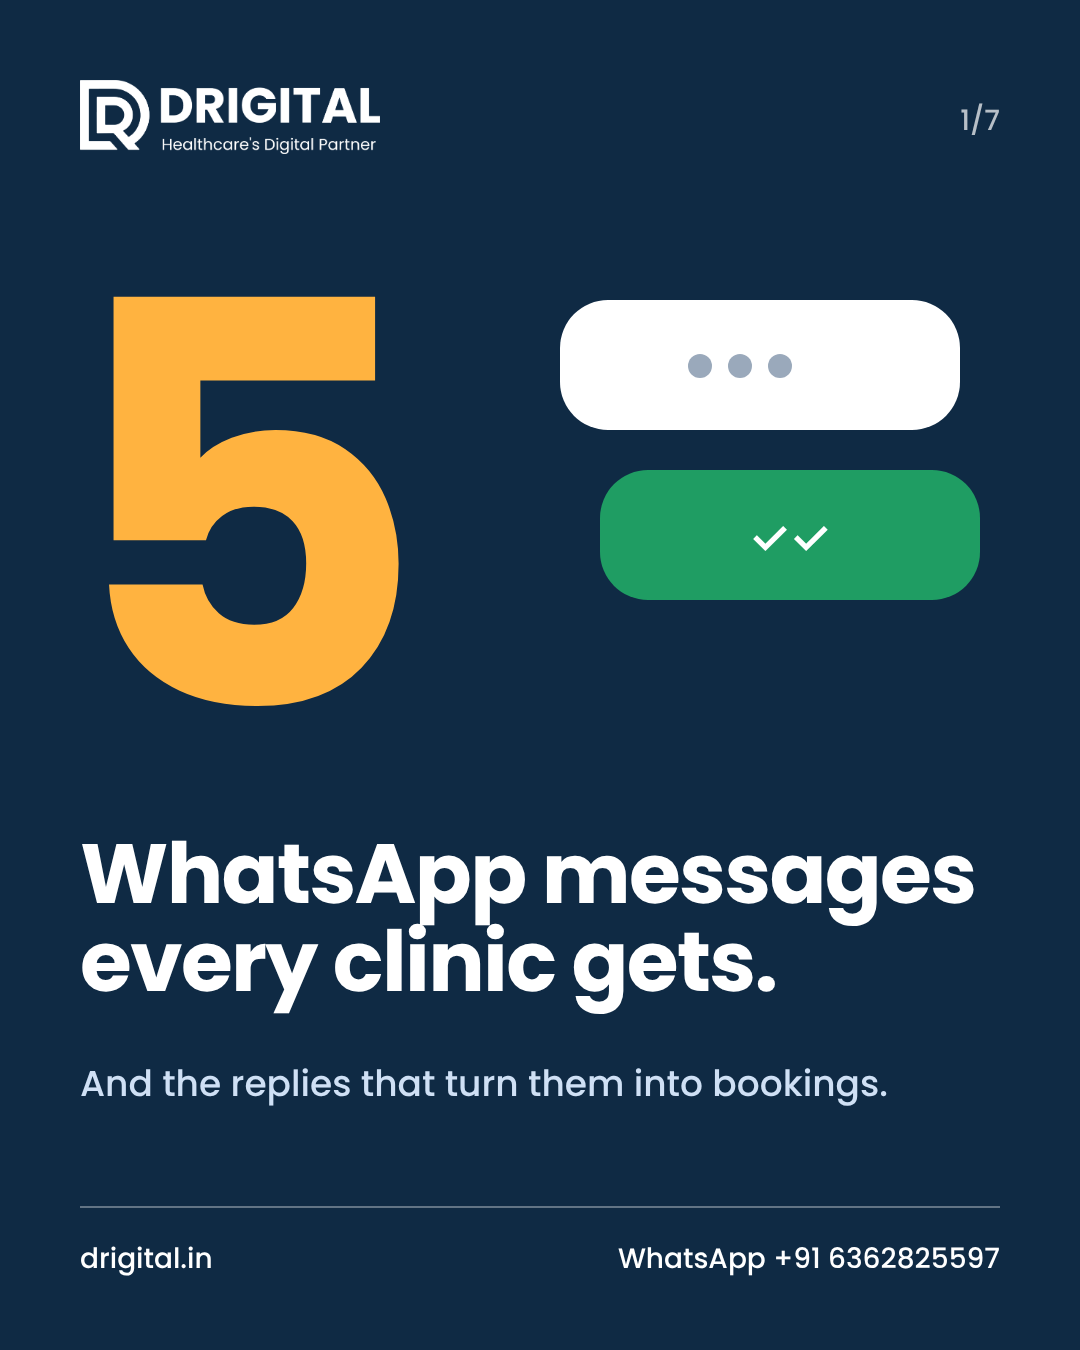 DRIGITAL
Healthcare's Digital Partner
1/7
5
WhatsApp messages
every clinic gets.
And the replies that turn them into bookings.
drigital.in
WhatsApp +91 6362825597